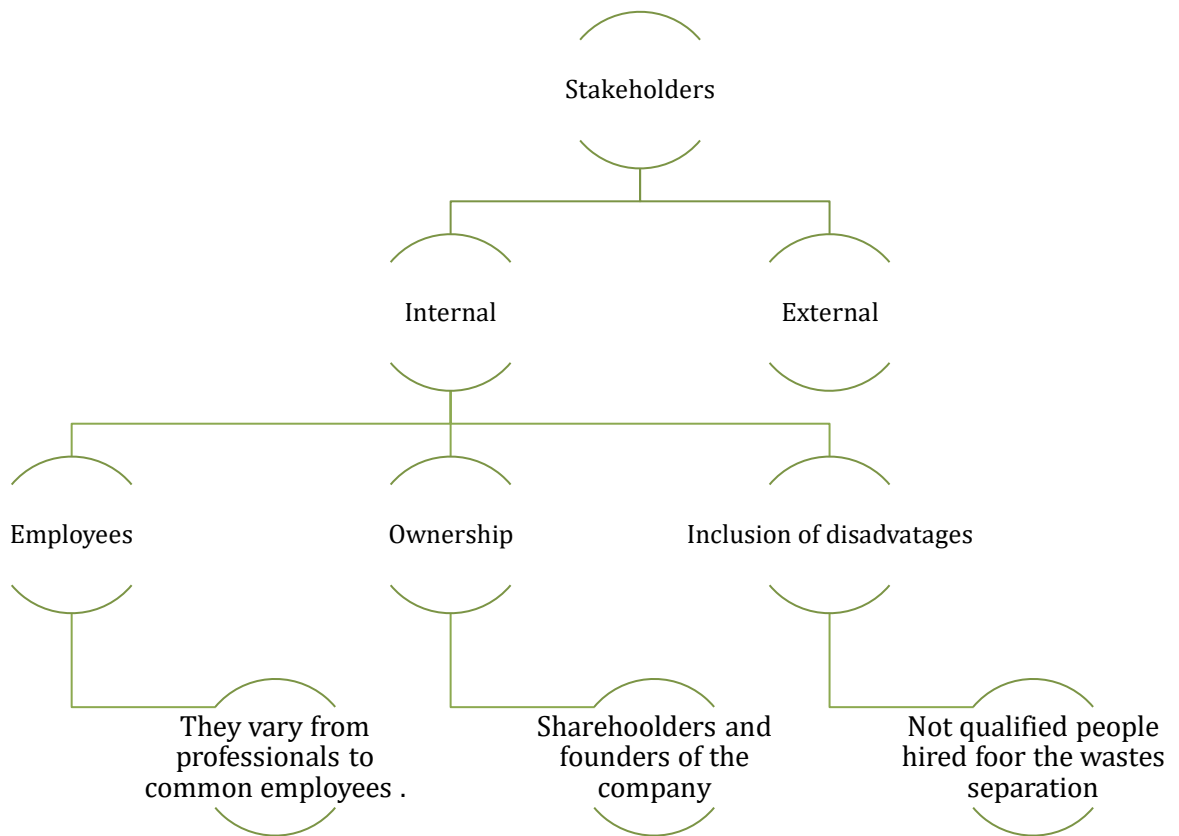 Stakeholders
Internal
External
Employees
Ownership
Inclusion of disadvatages
They vary from
professionals to
common employees .
Sharehoolders and
founders of the
company
Not qualified people
hired foor the wastes
separation